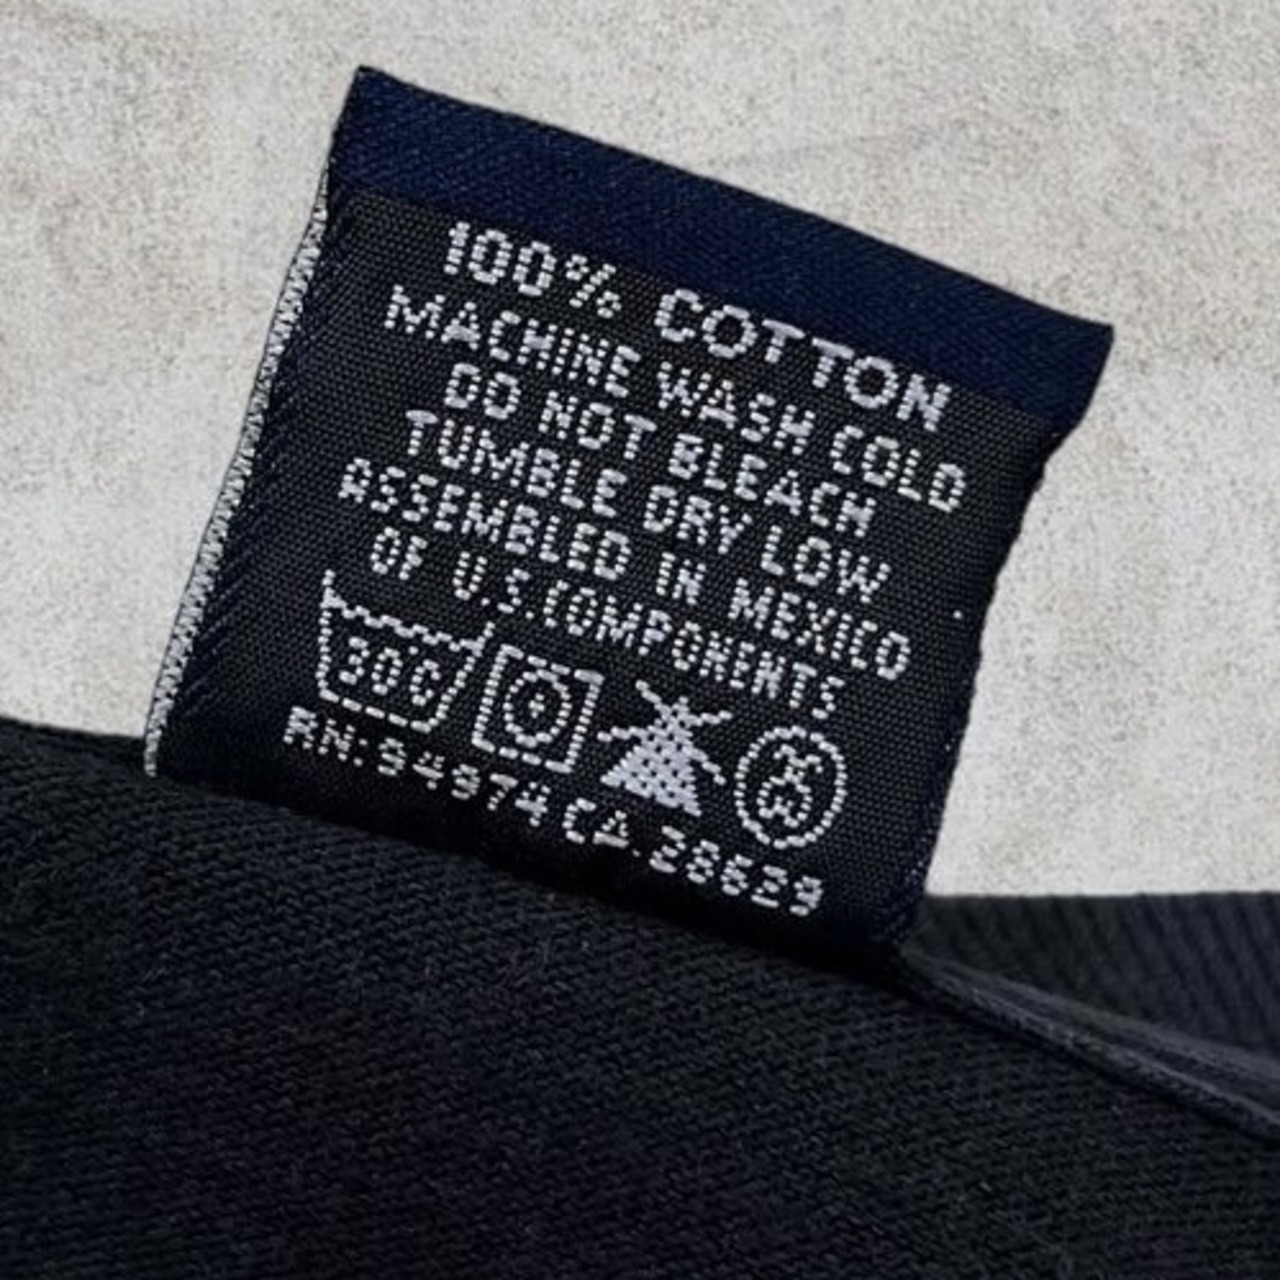 100% COTTON
MACHINE WASH COLD
DO NOT BLEACH
TUMBLE DRY LOW
ASSEMBLED IN MEXICO
OF U.S.COMPONENTS
30C
RN:94974 CA.28629